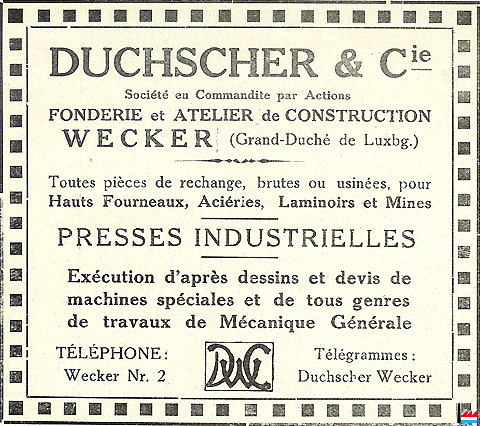 DUCHSCHER & Cie
Société en Commandite par Actions
FONDERIE et ATELIER de CONSTRUCTION
WECKER (Grand-Duché de Luxbg.)
Toutes pièces de rechange, brutes ou usinées, pour
Hauts Fourneaux, Aciéries, Laminoirs et Mines
PRESSES INDUSTRIELLES
Exécution d'après dessins et devis de
machines spéciales et de tous genres
de travaux de Mécanique Générale
TÉLÉPHONE:
Wecker Nr. 2
DWC
Télégrammes:
Duchscher Wecker